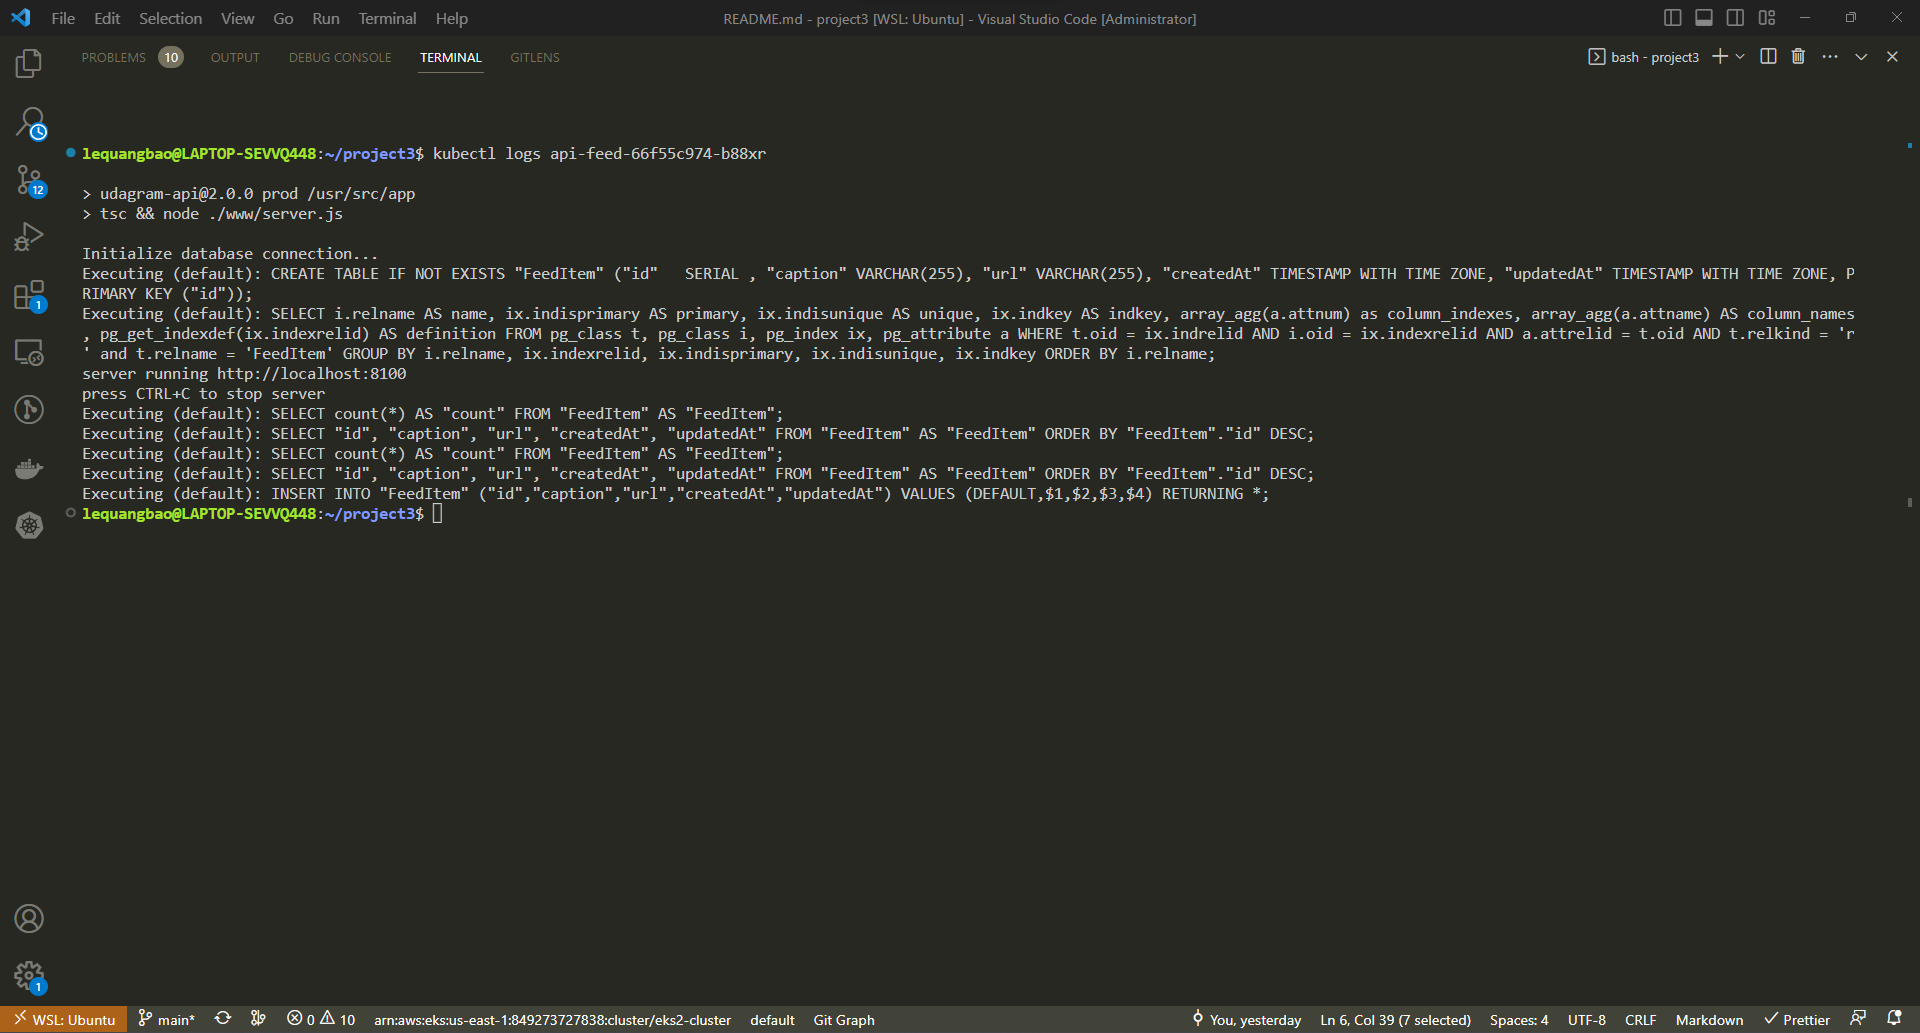 File Edit Selection View Go Run Terminal Help
README.md - project3 [WSL: Ubuntu] - Visual Studio Code [Administrator]
PROBLEMS 10 OUTPUT DEBUG CONSOLE TERMINAL GITLENS
bash - project3
lequangbao@LAPTOP-SEVVQ448:~/project3$ kubectl logs api-feed-66f55c974-b88xr
> udagram-api@2.0.0 prod /usr/src/app
> tsc && node ./www/server.js
Initialize database connection...
Executing (default): CREATE TABLE IF NOT EXISTS "FeedItem" ("id"   SERIAL , "caption" VARCHAR(255), "url" VARCHAR(255), "createdAt" TIMESTAMP WITH TIME ZONE, "updatedAt" TIMESTAMP WITH TIME ZONE, P
RIMARY KEY ("id"));
Executing (default): SELECT i.relname AS name, ix.indisprimary AS primary, ix.indisunique AS unique, ix.indkey AS indkey, array_agg(a.attnum) as column_indexes, array_agg(a.attname) AS column_names
, pg_get_indexdef(ix.indexrelid) AS definition FROM pg_class t, pg_class i, pg_index ix, pg_attribute a WHERE t.oid = ix.indrelid AND i.oid = ix.indexrelid AND a.attrelid = t.oid AND t.relkind = 'r
' and t.relname = 'FeedItem' GROUP BY i.relname, ix.indexrelid, ix.indisprimary, ix.indisunique, ix.indkey ORDER BY i.relname;
server running http://localhost:8100
press CTRL+C to stop server
Executing (default): SELECT count(*) AS "count" FROM "FeedItem" AS "FeedItem";
Executing (default): SELECT "id", "caption", "url", "createdAt", "updatedAt" FROM "FeedItem" AS "FeedItem" ORDER BY "FeedItem"."id" DESC;
Executing (default): SELECT count(*) AS "count" FROM "FeedItem" AS "FeedItem";
Executing (default): SELECT "id", "caption", "url", "createdAt", "updatedAt" FROM "FeedItem" AS "FeedItem" ORDER BY "FeedItem"."id" DESC;
Executing (default): INSERT INTO "FeedItem" ("id","caption","url","createdAt","updatedAt") VALUES (DEFAULT,$1,$2,$3,$4) RETURNING *;
lequangbao@LAPTOP-SEVVQ448:~/project3$
12
1
1
WSL: Ubuntu main* 0 10 arn:aws:eks:us-east-1:849273727838:cluster/eks2-cluster default Git Graph You, yesterday Ln 6, Col 39 (7 selected) Spaces: 4 UTF-8 CRLF Markdown Prettier